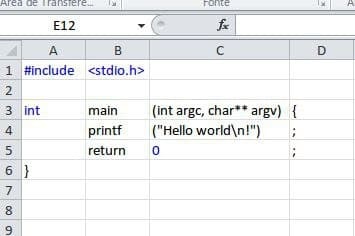 Área de Transfere...
Fonte
E12 fx
A B C D
1 #include <stdio.h>
2
3 int main (int argc, char** argv) {
4 printf ("Hello world\n!") ;
5 return 0 ;
6 }
7
8
9